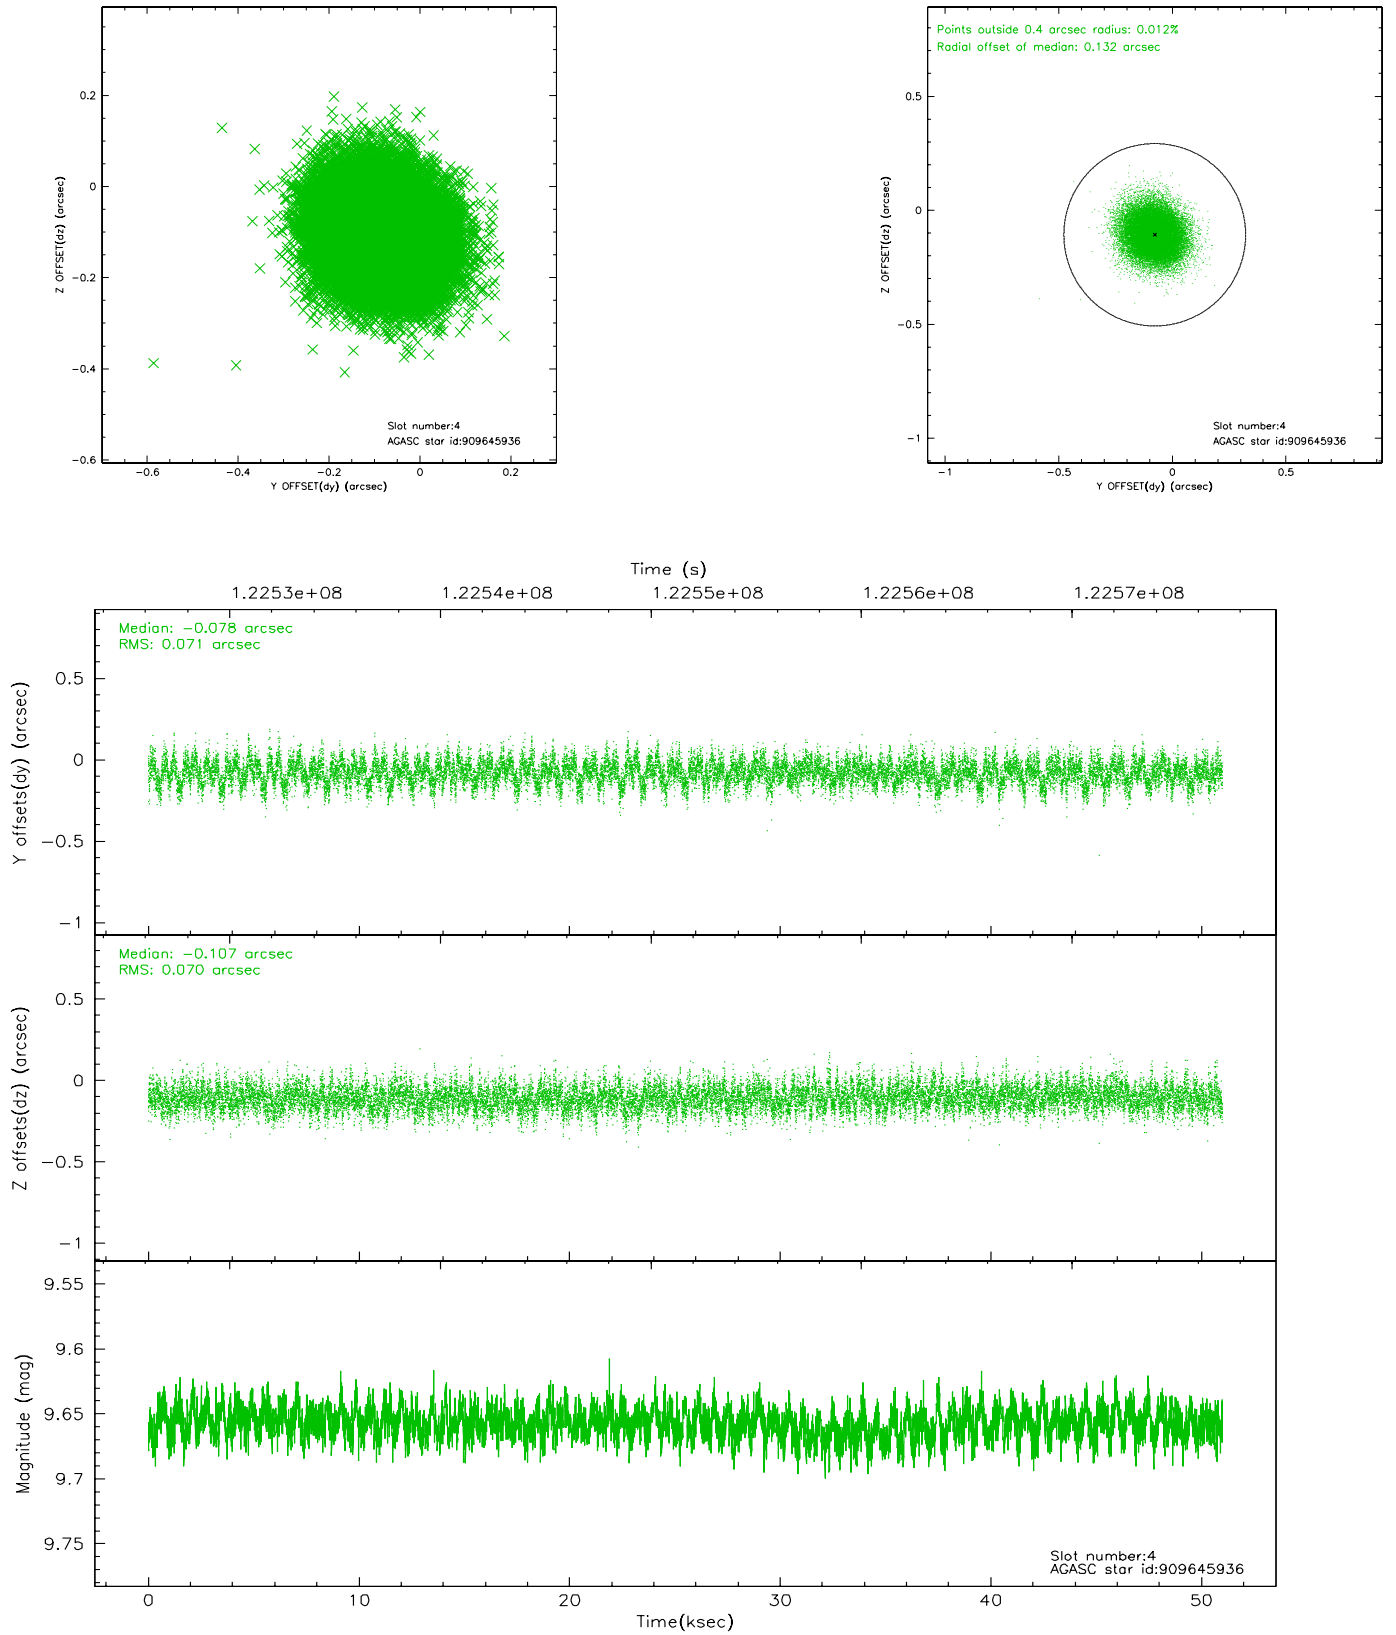 0.2
0
−0.2
−0.4
−0.6
Z OFFSET(dz) (arcsec)
Slot number:4
AGASC star id:909645936
−0.6
−0.4
−0.2
0
0.2
Y OFFSET(dy) (arcsec)
Points outside 0.4 arcsec radius: 0.012%
Radial offset of median: 0.132 arcsec
0.5
0
−0.5
−1
Z OFFSET(dz) (arcsec)
Slot number:4
AGASC star id:909645936
−1
−0.5
0
0.5
Y OFFSET(dy) (arcsec)
Time (s)
1.2253e+08
1.2254e+08
1.2255e+08
1.2256e+08
1.2257e+08
Median: −0.078 arcsec
RMS: 0.071 arcsec
0.5
0
−0.5
−1
Y offsets(dy) (arcsec)
Median: −0.107 arcsec
RMS: 0.070 arcsec
0.5
0
−0.5
−1
Z offsets(dz) (arcsec)
9.55
9.6
9.65
9.7
9.75
Magnitude (mag)
Slot number:4
AGASC star id:909645936
0
10
20
30
40
50
Time(ksec)